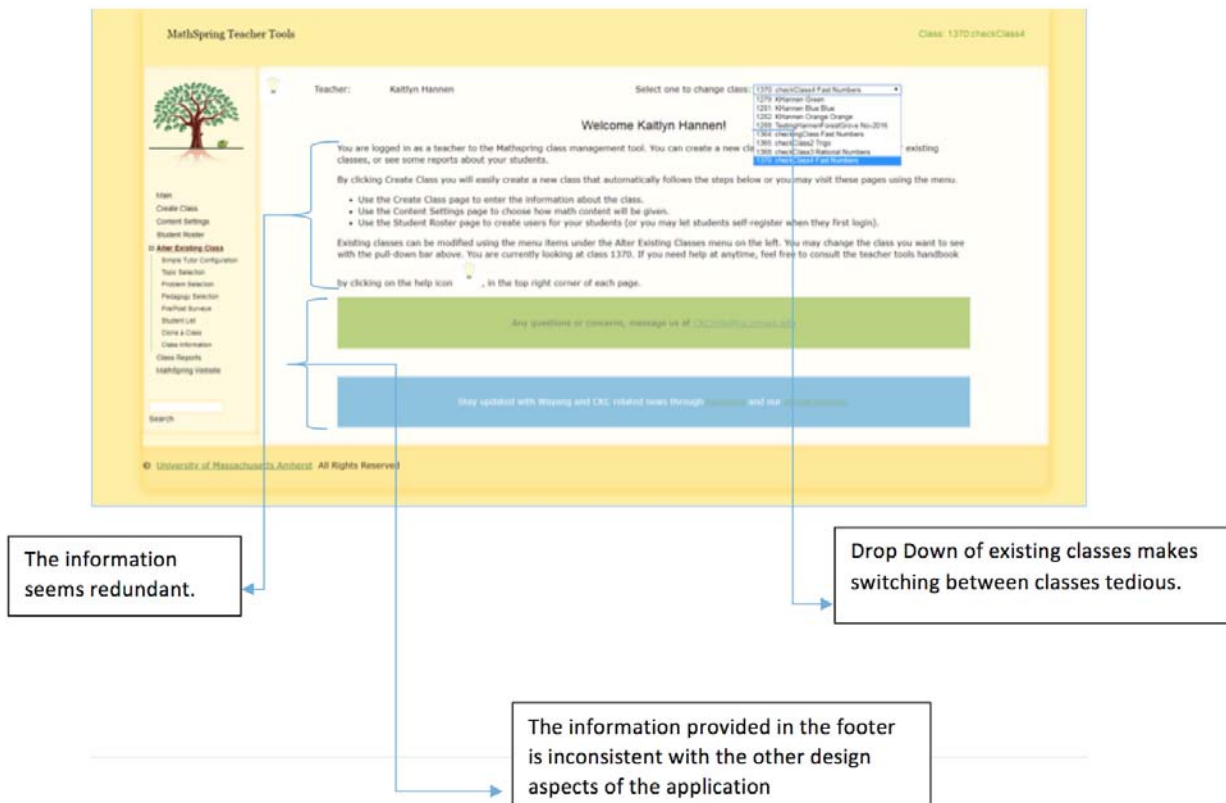 MathSpring Teacher Tools
Class: 1370:checkClass4
Teacher: Kaitlyn Hannen
Select one to change class: 1370 checkClass4 Fast Numbers
1279 KHannen Green
1281 KHannen Blue Blue
1282 KHannen Orange Orange
1288 TestingHannenForestGrove No-2016
1364 checkingClass Fast Numbers
1365 checkClass2 Trigo
1368 checkClass3 Rational Numbers
1370 checkClass4 Fast Numbers
Welcome Kaitlyn Hannen!
You are logged in as a teacher to the Mathspring class management tool. You can create a new cla existing
classes, or see some reports about your students.
By clicking Create Class you will easily create a new class that automatically follows the steps below or you may visit these pages using the menu.
• Use the Create Class page to enter the information about the class.
• Use the Content Settings page to choose how math content will be given.
• Use the Student Roster page to create users for your students (or you may let students self-register when they first login).
Existing classes can be modified using the menu items under the Alter Existing Classes menu on the left. You may change the class you want to see
with the pull-down bar above. You are currently looking at class 1370. If you need help at anytime, feel free to consult the teacher tools handbook
by clicking on the help icon , in the top right corner of each page.
Main
Create Class
Content Settings
Student Roster
Alter Existing Class
Simple Tutor Configuration
Topic Selection
Problem Selection
Pedagogy Selection
Pre/Post Surveys
Student List
Clone a Class
Class Information
Class Reports
MathSpring Website
Search
Any questions or concerns, message us at
Stay updated with Wayang and CKC related news through and our
© University of Massachusetts Amherst All Rights Reserved
The information
seems redundant.
Drop Down of existing classes makes
switching between classes tedious.
The information provided in the footer
is inconsistent with the other design
aspects of the application